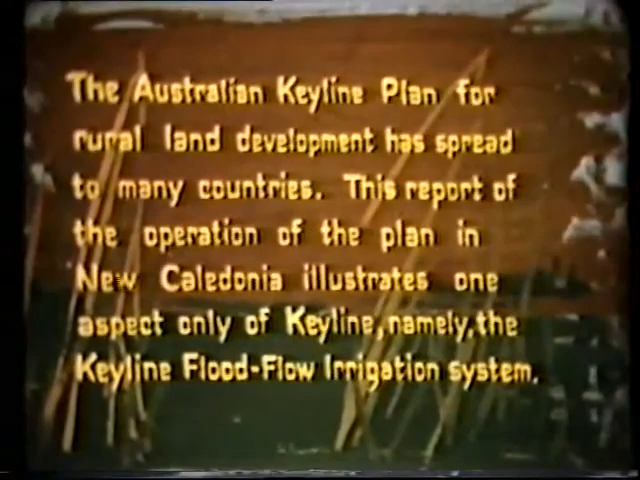 The Australian Keyline Plan for
rural land development has spread
to many countries. This report of
the operation of the plan in
New Caledonia illustrates one
aspect only of Keyline, namely, the
Keyline Flood-Flow Irrigation system.